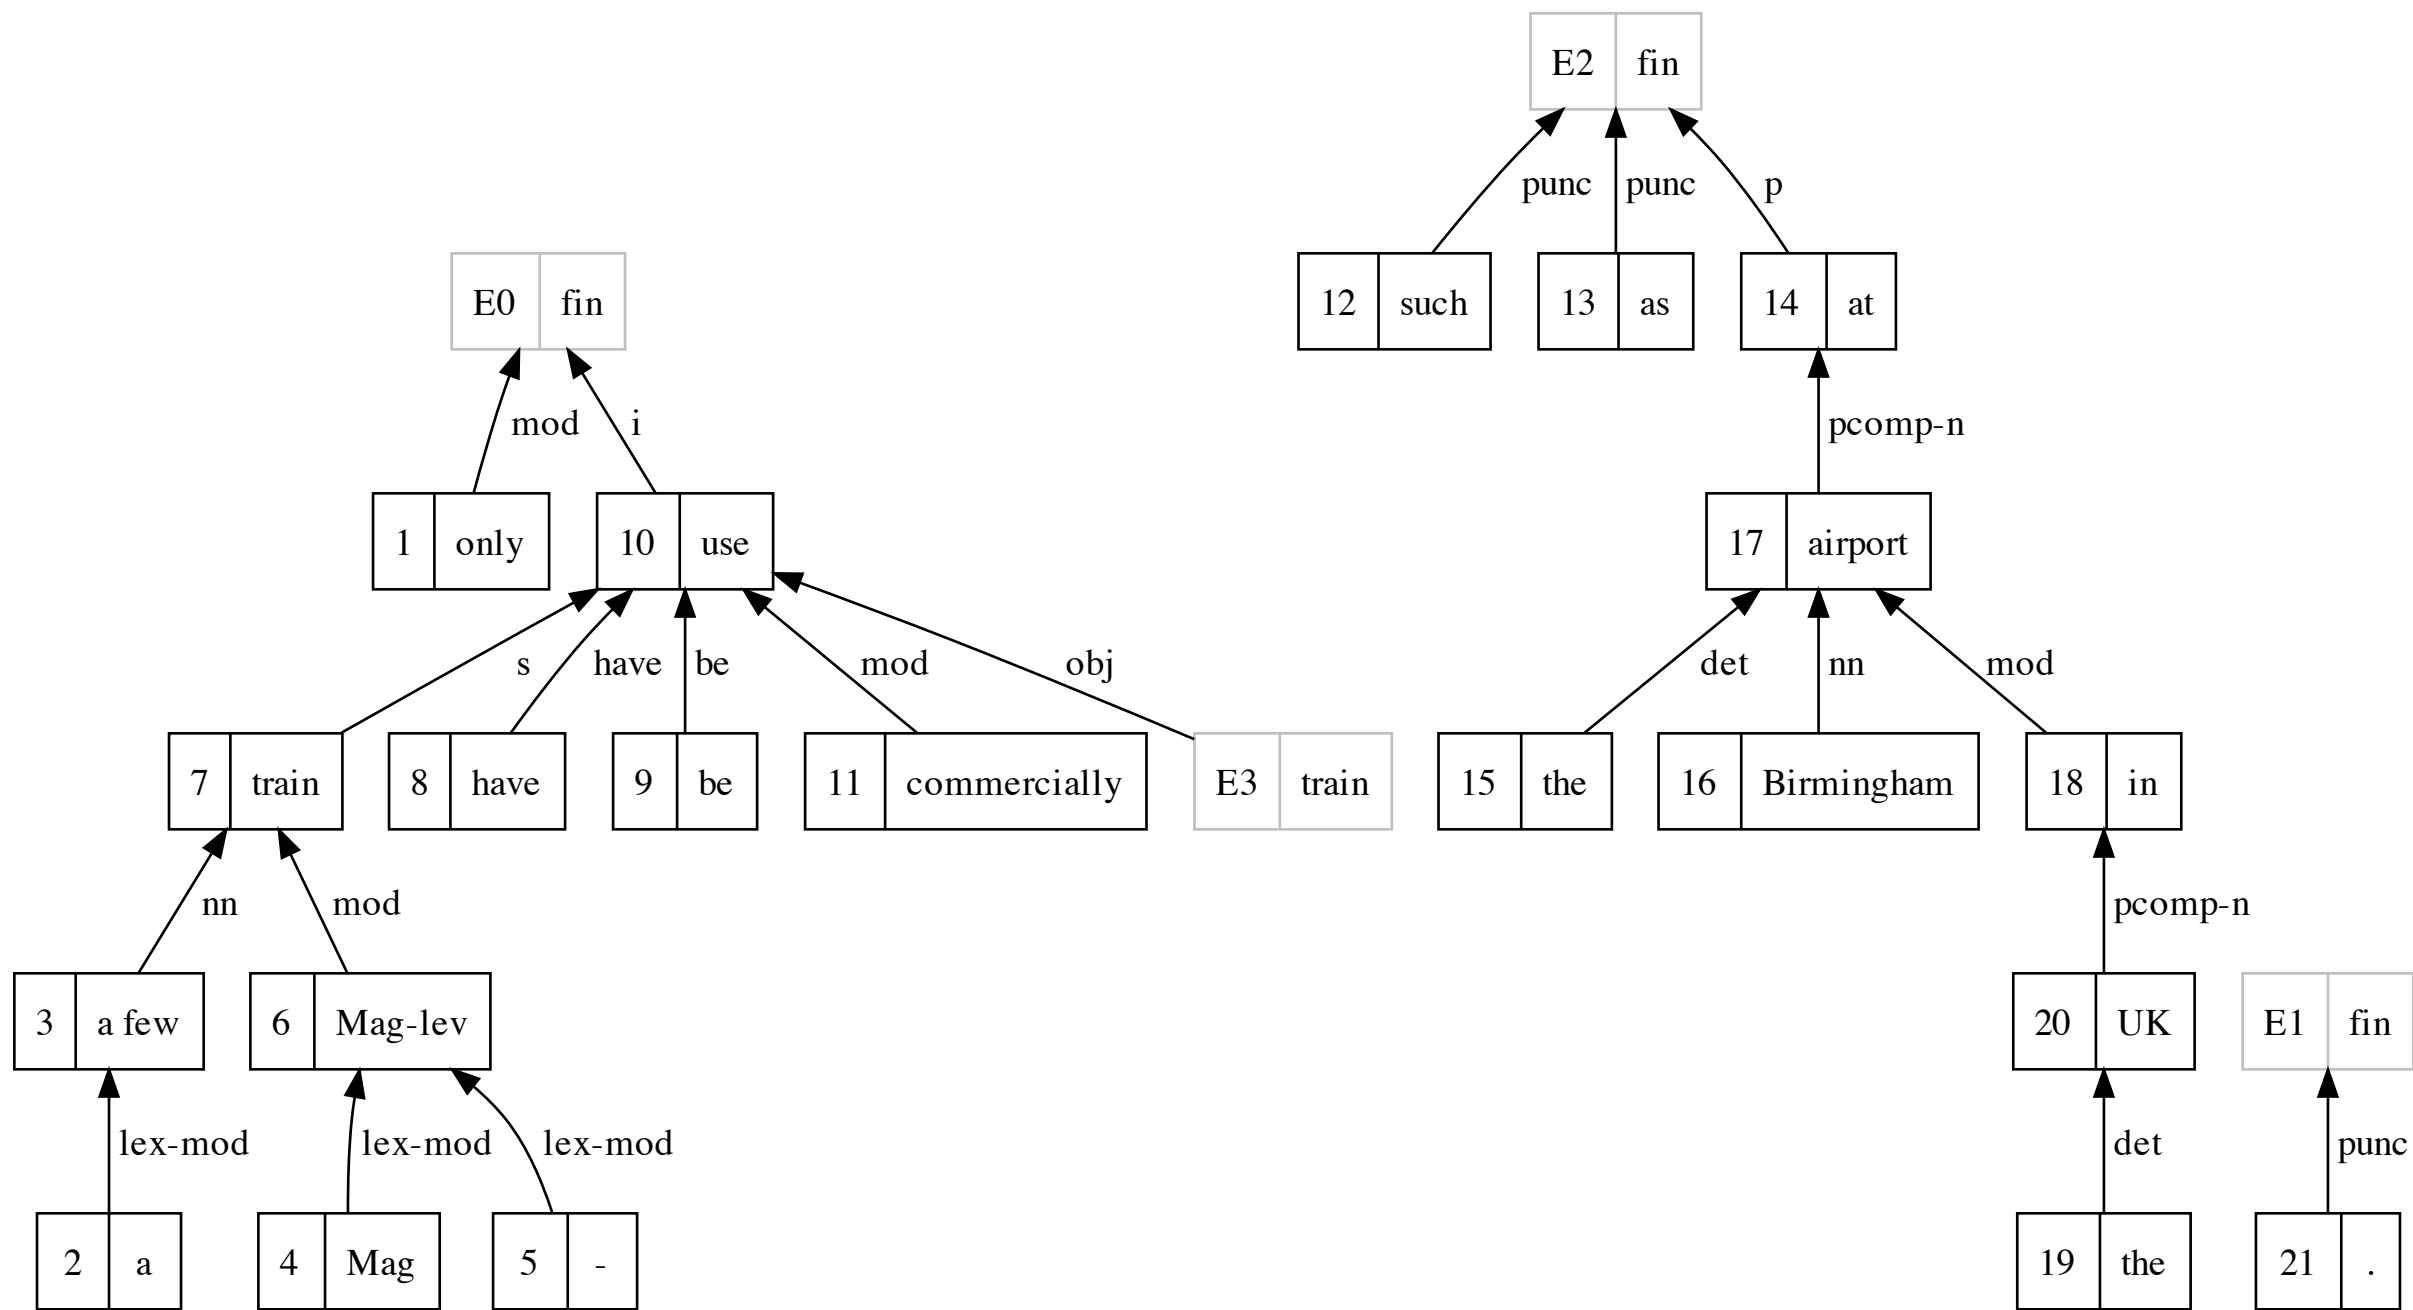 E2 fin
punc punc p
E0 fin 12 such 13 as 14 at
mod i pcomp-n
1 only 10 use 17 airport
s have be mod obj det nn mod
7 train 8 have 9 be 11 commercially E3 train 15 the 16 Birmingham 18 in
nn mod pcomp-n
3 a few 6 Mag-lev 20 UK E1 fin
lex-mod lex-mod lex-mod det punc
2 a 4 Mag 5 - 19 the 21 .